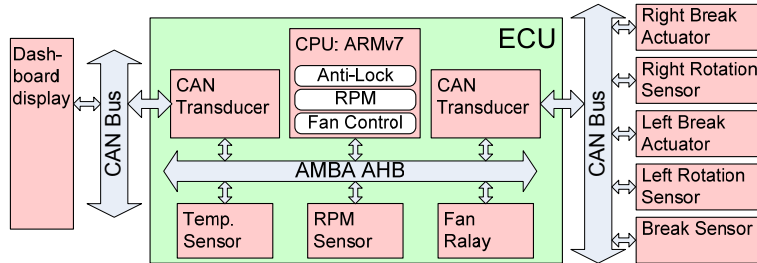 Dash-
board
display
CAN Bus
ECU
CAN
Transducer
CPU: ARMv7
Anti-Lock
RPM
Fan Control
CAN
Transducer
AMBA AHB
Temp.
Sensor
RPM
Sensor
Fan
Ralay
CAN Bus
Right Break
Actuator
Right Rotation
Sensor
Left Break
Actuator
Left Rotation
Sensor
Break Sensor